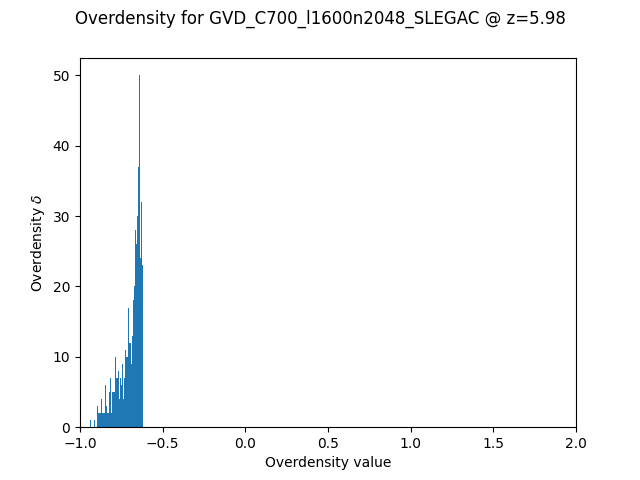 Overdensity for GVD_C700_l1600n2048_SLEGAC @ z=5.98
50
40
30
20
10
0
Overdensity δ
−1.0 −0.5 0.0 0.5 1.0 1.5 2.0
Overdensity value